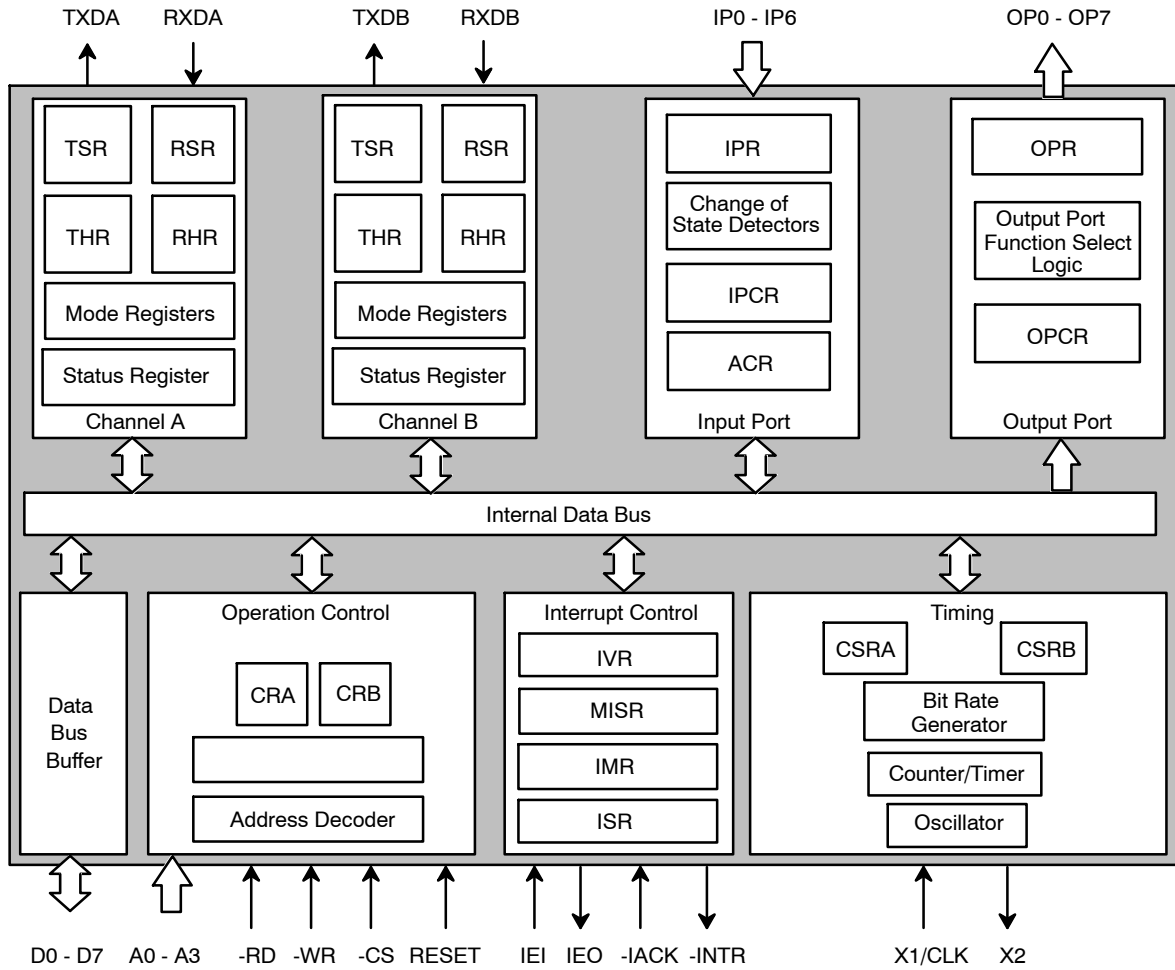 TXDA RXDA TXDB RXDB IP0 - IP6 OP0 - OP7
TSR RSR TSR RSR IPR OPR
THR RHR THR RHR
Change of
State Detectors
Output Port
Function Select
Logic
Mode Registers Mode Registers IPCR OPCR
Status Register Status Register ACR
Channel A Channel B Input Port Output Port
Internal Data Bus
Data
Bus
Buffer
Operation Control
CRA CRB
Address Decoder
Interrupt Control
IVR
MISR
IMR
ISR
Timing
CSRA CSRB
Bit Rate
Generator
Counter/Timer
Oscillator
D0 - D7 A0 - A3 -RD -WR -CS RESET IEI IEO -IACK -INTR X1/CLK X2